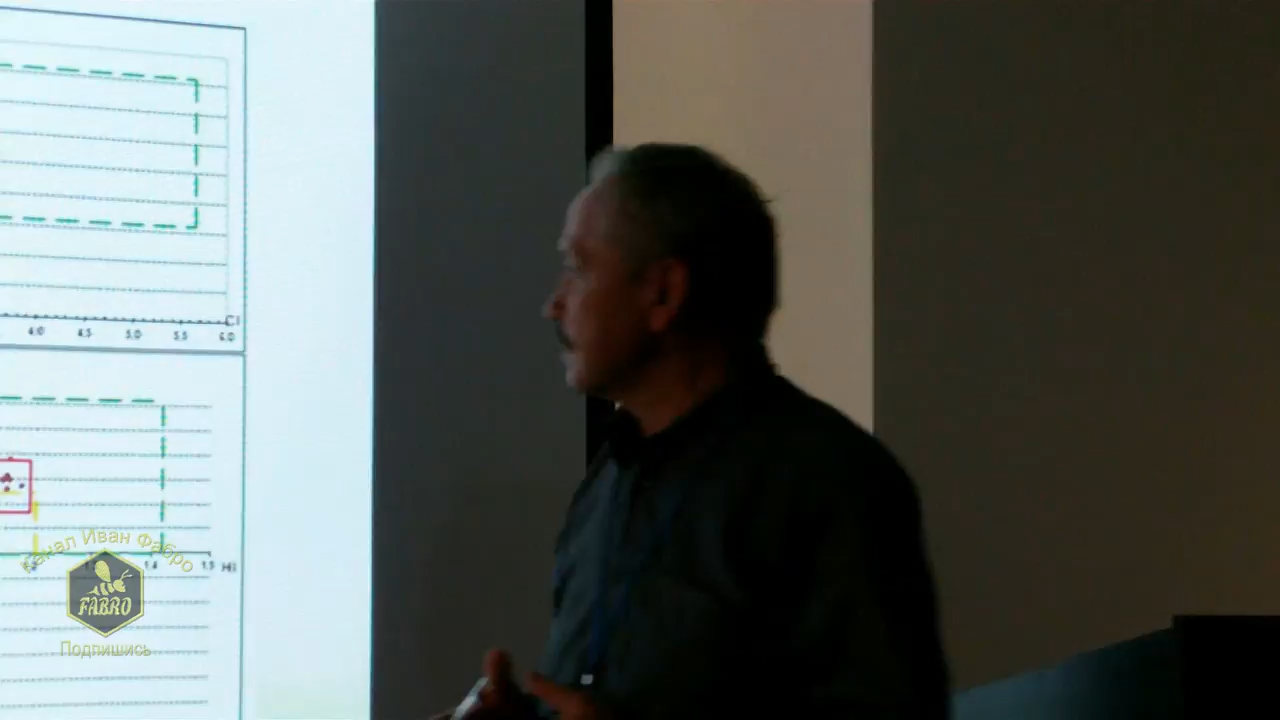 4.0 4.5 5.0 5.5 6.0 CI
1.4 1.5 HI
Канал Иван Фабро
FABRO
Подпишись